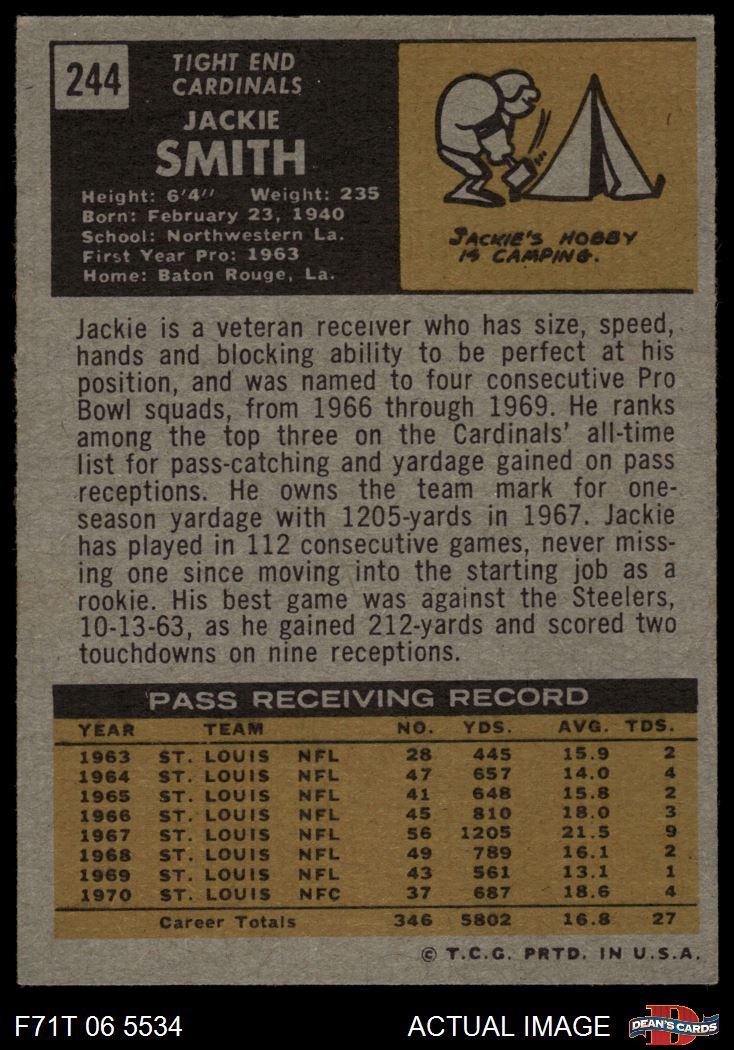 244
TIGHT END
CARDINALS
JACKIE
SMITH
Height: 6'4" Weight: 235
Born: February 23, 1940
School: Northwestern La.
First Year Pro: 1963
Home: Baton Rouge, La.
JACKIE'S HOBBY
IS CAMPING.
Jackie is a veteran receiver who has size, speed,
hands and blocking ability to be perfect at his
position, and was named to four consecutive Pro
Bowl squads, from 1966 through 1969. He ranks
among the top three on the Cardinals' all-time
list for pass-catching and yardage gained on pass
receptions. He owns the team mark for one-
season yardage with 1205-yards in 1967. Jackie
has played in 112 consecutive games, never miss-
ing one since moving into the starting job as a
rookie. His best game was against the Steelers,
10-13-63, as he gained 212-yards and scored two
touchdowns on nine receptions.
PASS RECEIVING RECORD
YEAR TEAM NO. YDS. AVG. TDS.
1963 ST. LOUIS NFL 28 445 15.9 2
1964 ST. LOUIS NFL 47 657 14.0 4
1965 ST. LOUIS NFL 41 648 15.8 2
1966 ST. LOUIS NFL 45 810 18.0 3
1967 ST. LOUIS NFL 56 1205 21.5 9
1968 ST. LOUIS NFL 49 789 16.1 2
1969 ST. LOUIS NFL 43 561 13.1 1
1970 ST. LOUIS NFC 37 687 18.6 4
Career Totals 346 5802 16.8 27
© T.C.G. PRTD. IN U.S.A.
F71T 06 5534 ACTUAL IMAGE D DEAN'S CARDS